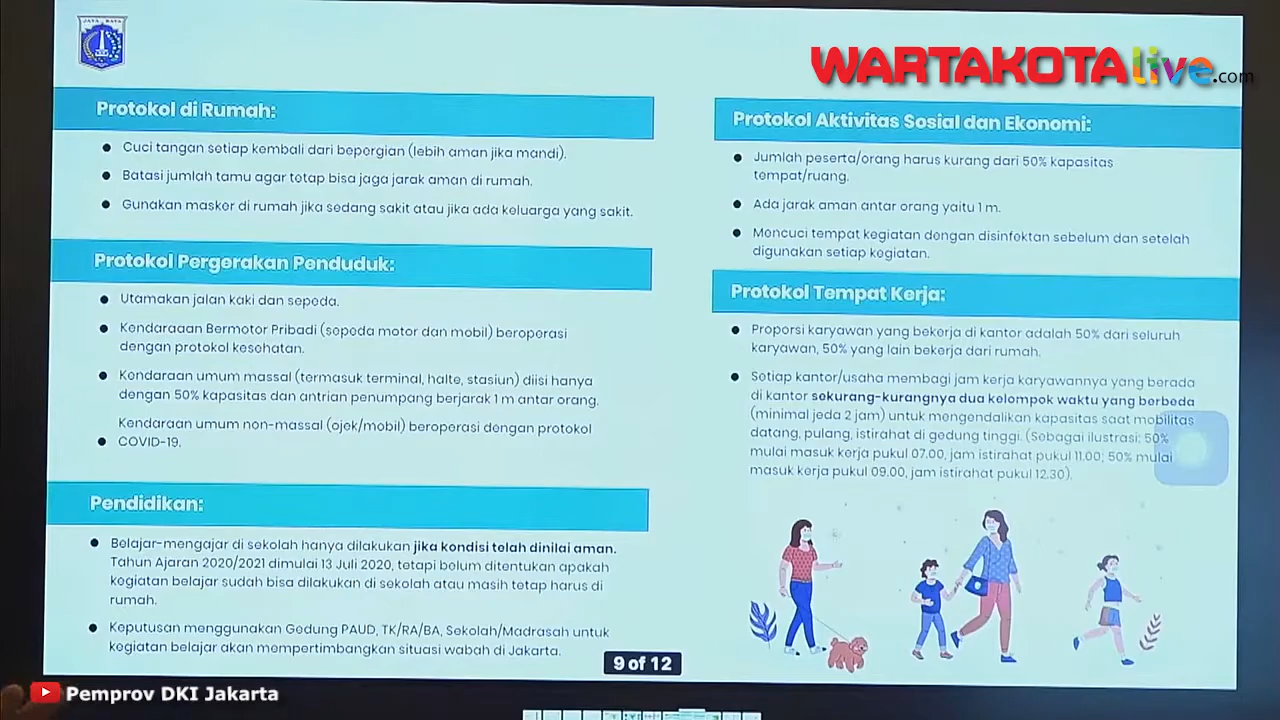 JAYA RAYA
WARTAKOTAlive.com
Protokol di Rumah:
Cuci tangan setiap kembali dari bepergian (lebih aman jika mandi).
Batasi jumlah tamu agar tetap bisa jaga jarak aman di rumah.
Gunakan masker di rumah jika sedang sakit atau jika ada keluarga yang sakit.
Protokol Pergerakan Penduduk:
Utamakan jalan kaki dan sepeda.
Kendaraaan Bermotor Pribadi (sepeda motor dan mobil) beroperasi
dengan protokol kesehatan.
Kendaraan umum massal (termasuk terminal, halte, stasiun) diisi hanya
dengan 50% kapasitas dan antrian penumpang berjarak 1 m antar orang.
Kendaraan umum non-massal (ojek/mobil) beroperasi dengan protokol
COVID-19.
Pendidikan:
Belajar-mengajar di sekolah hanya dilakukan jika kondisi telah dinilai aman.
Tahun Ajaran 2020/2021 dimulai 13 Juli 2020, tetapi belum ditentukan apakah
kegiatan belajar sudah bisa dilakukan di sekolah atau masih tetap harus di
rumah.
Keputusan menggunakan Gedung PAUD, TK/RA/BA, Sekolah/Madrasah untuk
kegiatan belajar akan mempertimbangkan situasi wabah di Jakarta.
Protokol Aktivitas Sosial dan Ekonomi:
Jumlah peserta/orang harus kurang dari 50% kapasitas
tempat/ruang.
Ada jarak aman antar orang yaitu 1 m.
Mencuci tempat kegiatan dengan disinfektan sebelum dan setelah
digunakan setiap kegiatan.
Protokol Tempat Kerja:
Proporsi karyawan yang bekerja di kantor adalah 50% dari seluruh
karyawan, 50% yang lain bekerja dari rumah.
Setiap kantor/usaha membagi jam kerja karyawannya yang berada
di kantor sekurang-kurangnya dua kelompok waktu yang berbeda
(minimal jeda 2 jam) untuk mengendalikan kapasitas saat mobilitas
datang, pulang, istirahat di gedung tinggi. (Sebagai ilustrasi: 50%
mulai masuk kerja pukul 07.00, jam istirahat pukul 11.00; 50% mulai
masuk kerja pukul 09.00, jam istirahat pukul 12.30).
9 of 12
Pemprov DKI Jakarta